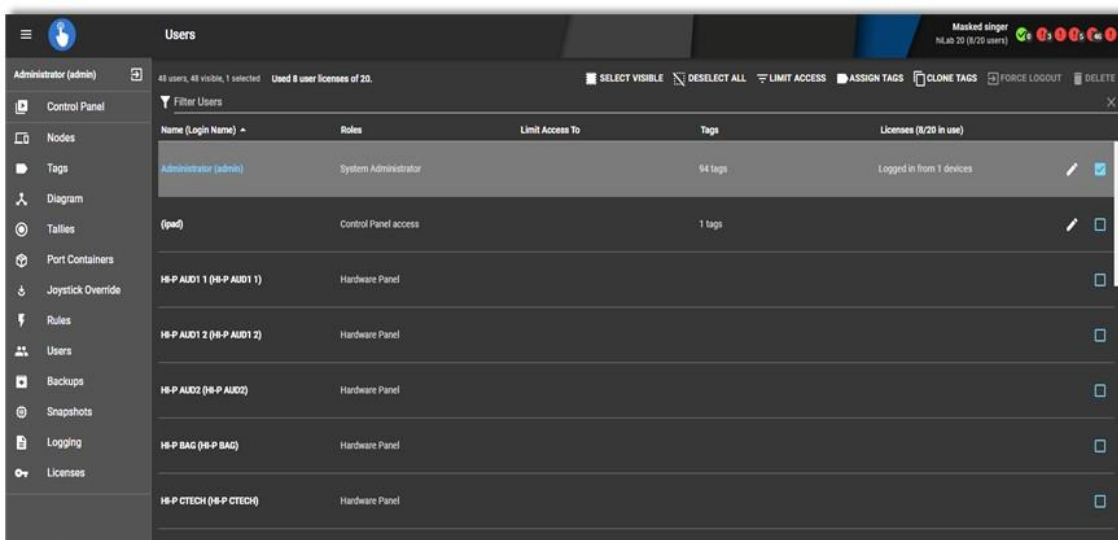 Users
Masked singer
hiLab 20 (8/20 users)
Administrator (admin)
48 users, 48 visible, 1 selected Used 8 user licenses of 20.
SELECT VISIBLE DESELECT ALL LIMIT ACCESS ASSIGN TAGS CLONE TAGS FORCE LOGOUT DELETE
Filter Users
Control Panel
Nodes
Tags
Diagram
Tallies
Port Containers
Joystick Override
Rules
Users
Backups
Snapshots
Logging
Licenses
Name (Login Name) Roles Limit Access To Tags Licenses (8/20 in use)
Administrator (admin) System Administrator 94 tags Logged in from 1 devices
(ipad) Control Panel access 1 tags
HI-P AUD1 1 (HI-P AUD1 1) Hardware Panel
HI-P AUD1 2 (HI-P AUD1 2) Hardware Panel
HI-P AUD2 (HI-P AUD2) Hardware Panel
HI-P BAG (HI-P BAG) Hardware Panel
HI-P CTECH (HI-P CTECH) Hardware Panel